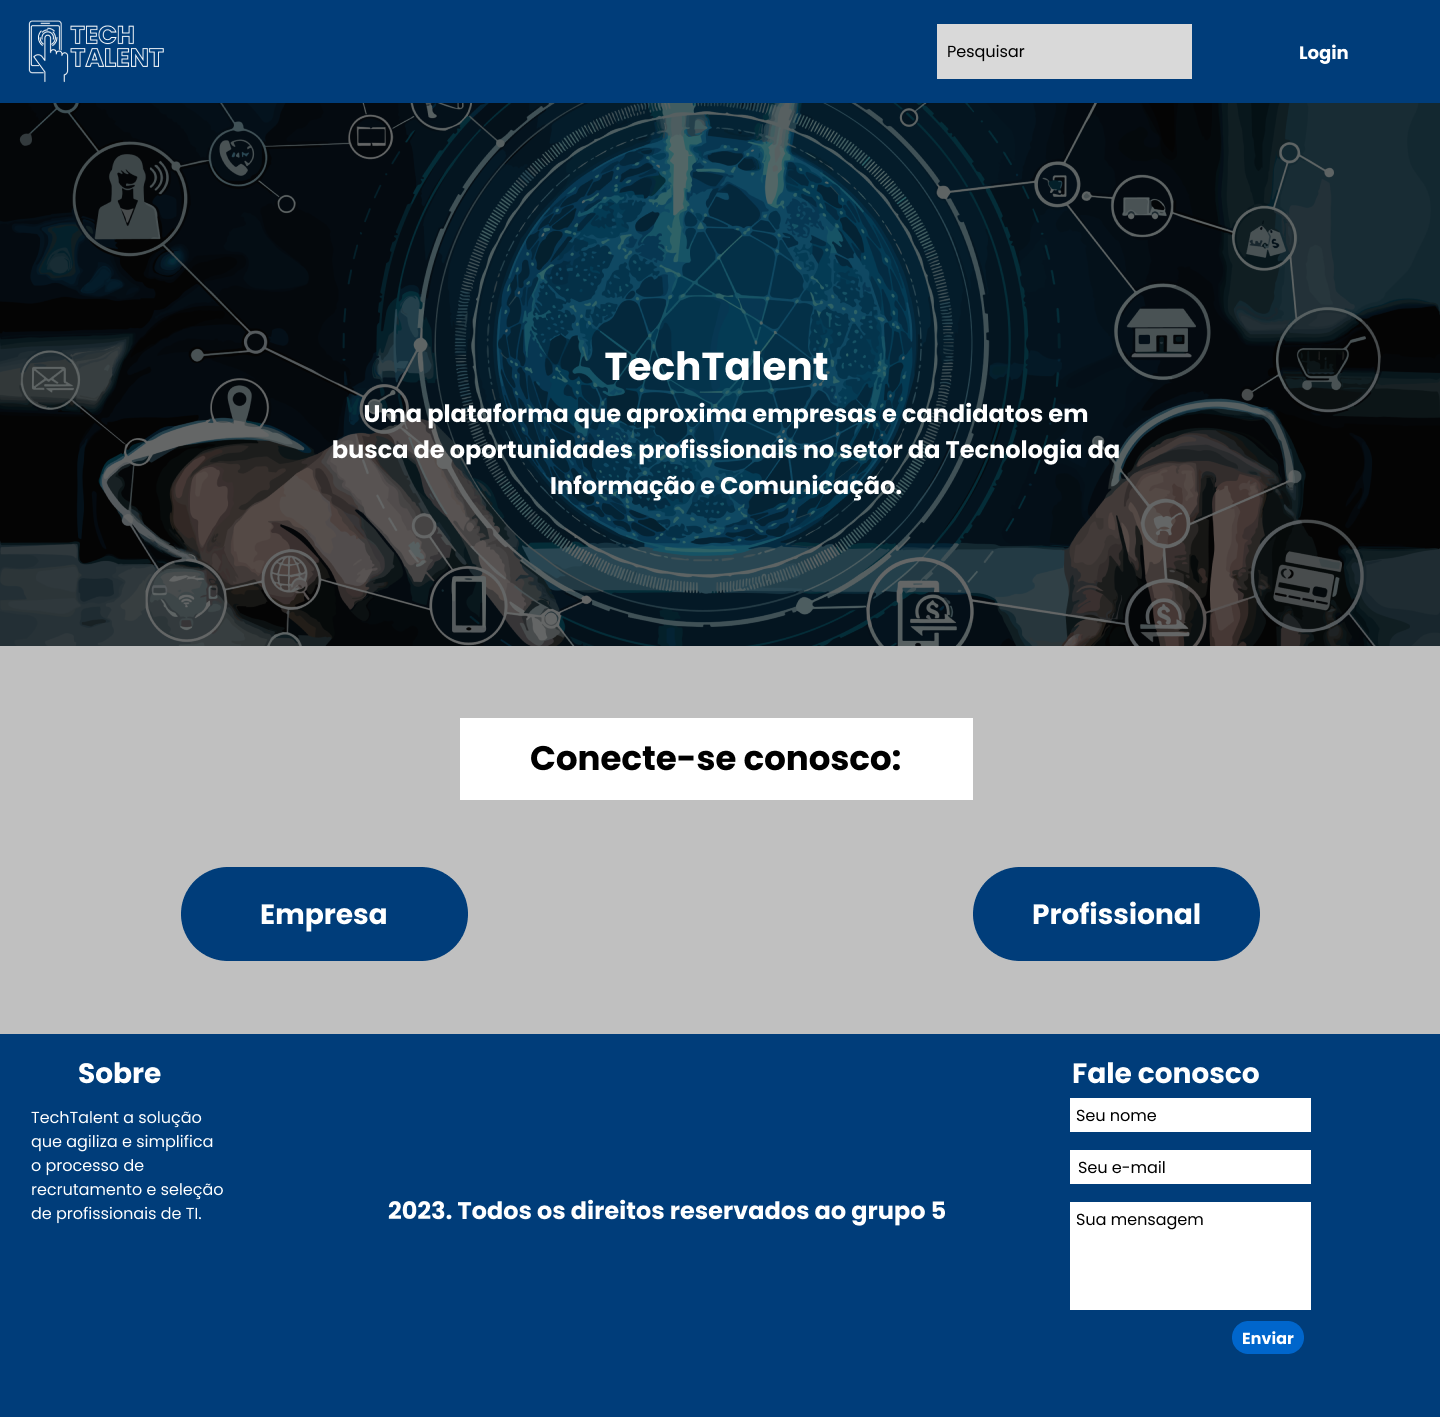 TECH
TALENT
Pesquisar
Login
TechTalent
Uma plataforma que aproxima empresas e candidatos em
busca de oportunidades profissionais no setor da Tecnologia da
Informação e Comunicação.
Conecte-se conosco:
Empresa
Profissional
Sobre
TechTalent a solução
que agiliza e simplifica
o processo de
recrutamento e seleção
de profissionais de TI.
2023. Todos os direitos reservados ao grupo 5
Fale conosco
Seu nome
Seu e-mail
Sua mensagem
Enviar